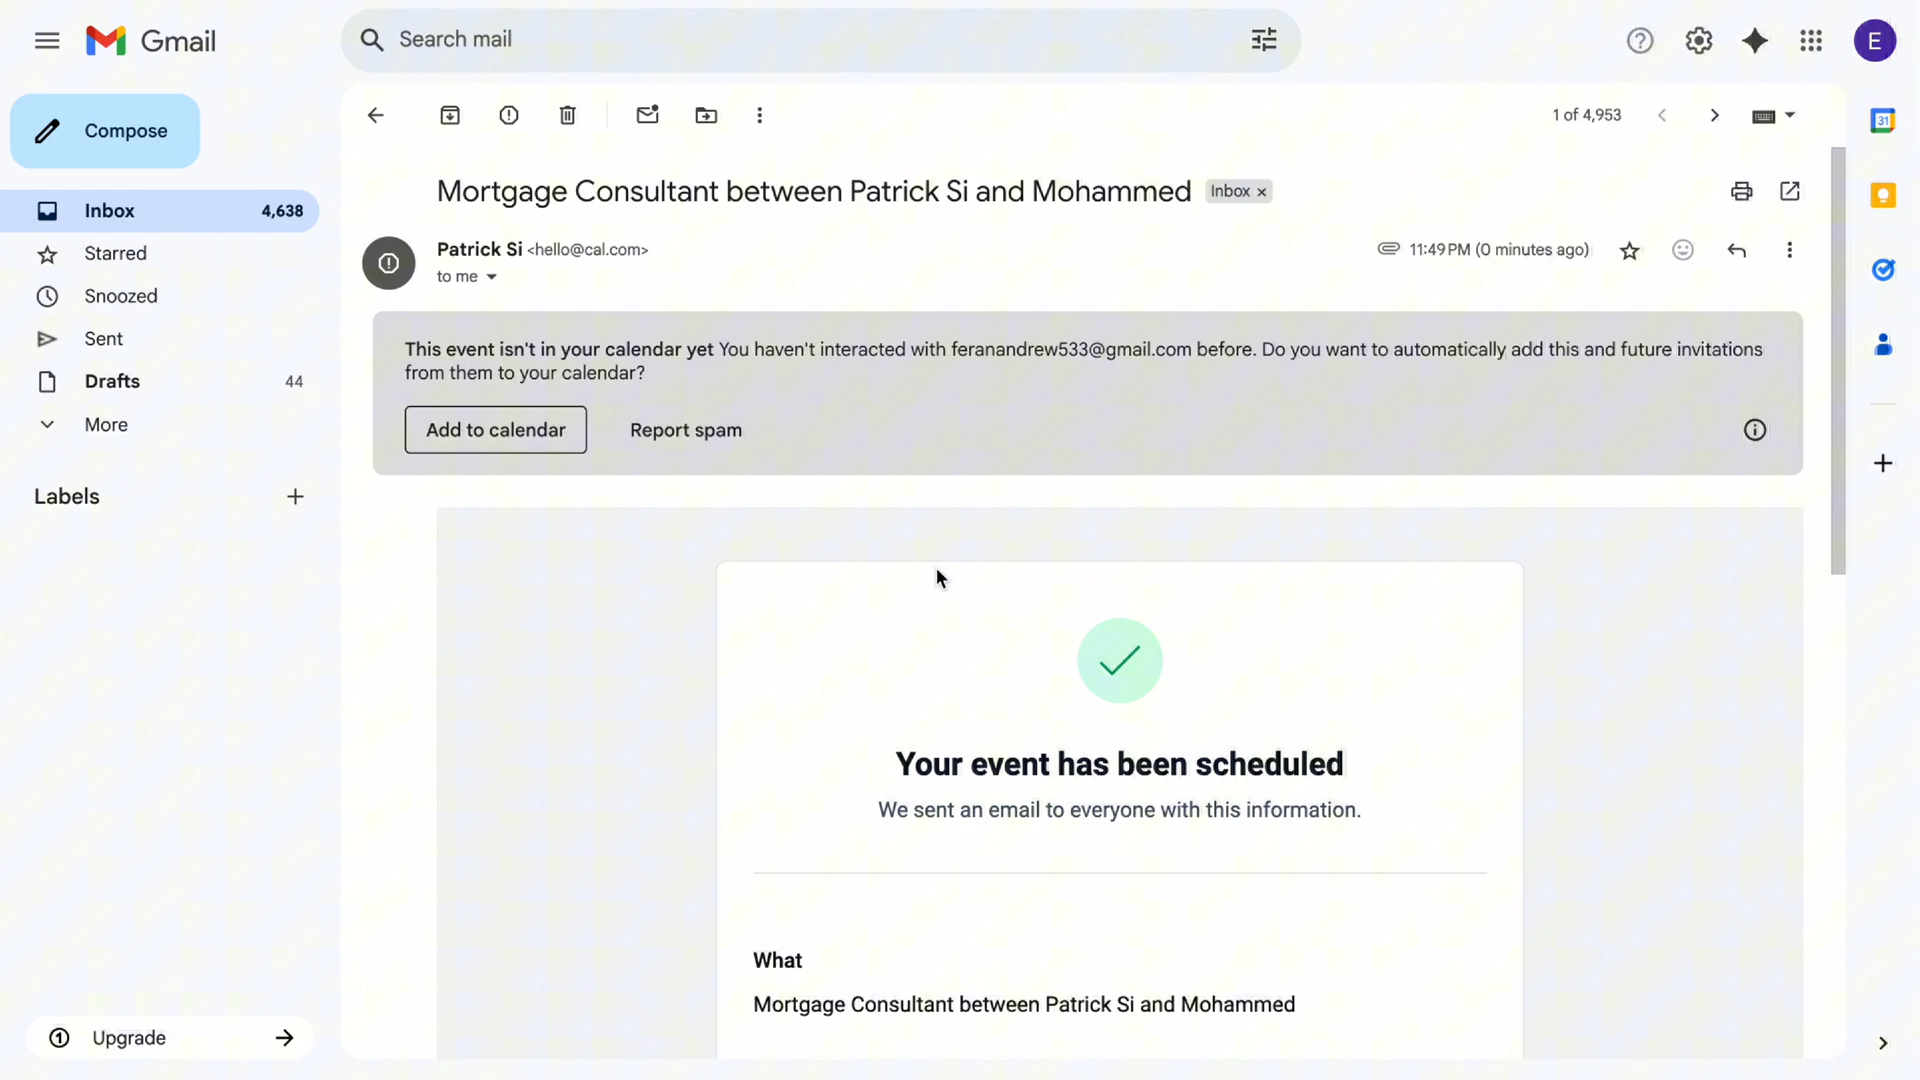 Gmail
Search mail
E
Compose
1 of 4,953
31
Inbox 4,638
Starred
Snoozed
Sent
Drafts 44
More
Labels
Mortgage Consultant between Patrick Si and Mohammed Inbox x
Patrick Si <hello@cal.com> 11:49 PM (0 minutes ago)
to me
This event isn't in your calendar yet You haven't interacted with feranandrew533@gmail.com before. Do you want to automatically add this and future invitations
from them to your calendar?
Add to calendar Report spam
Your event has been scheduled
We sent an email to everyone with this information.
What
Mortgage Consultant between Patrick Si and Mohammed
1 Upgrade